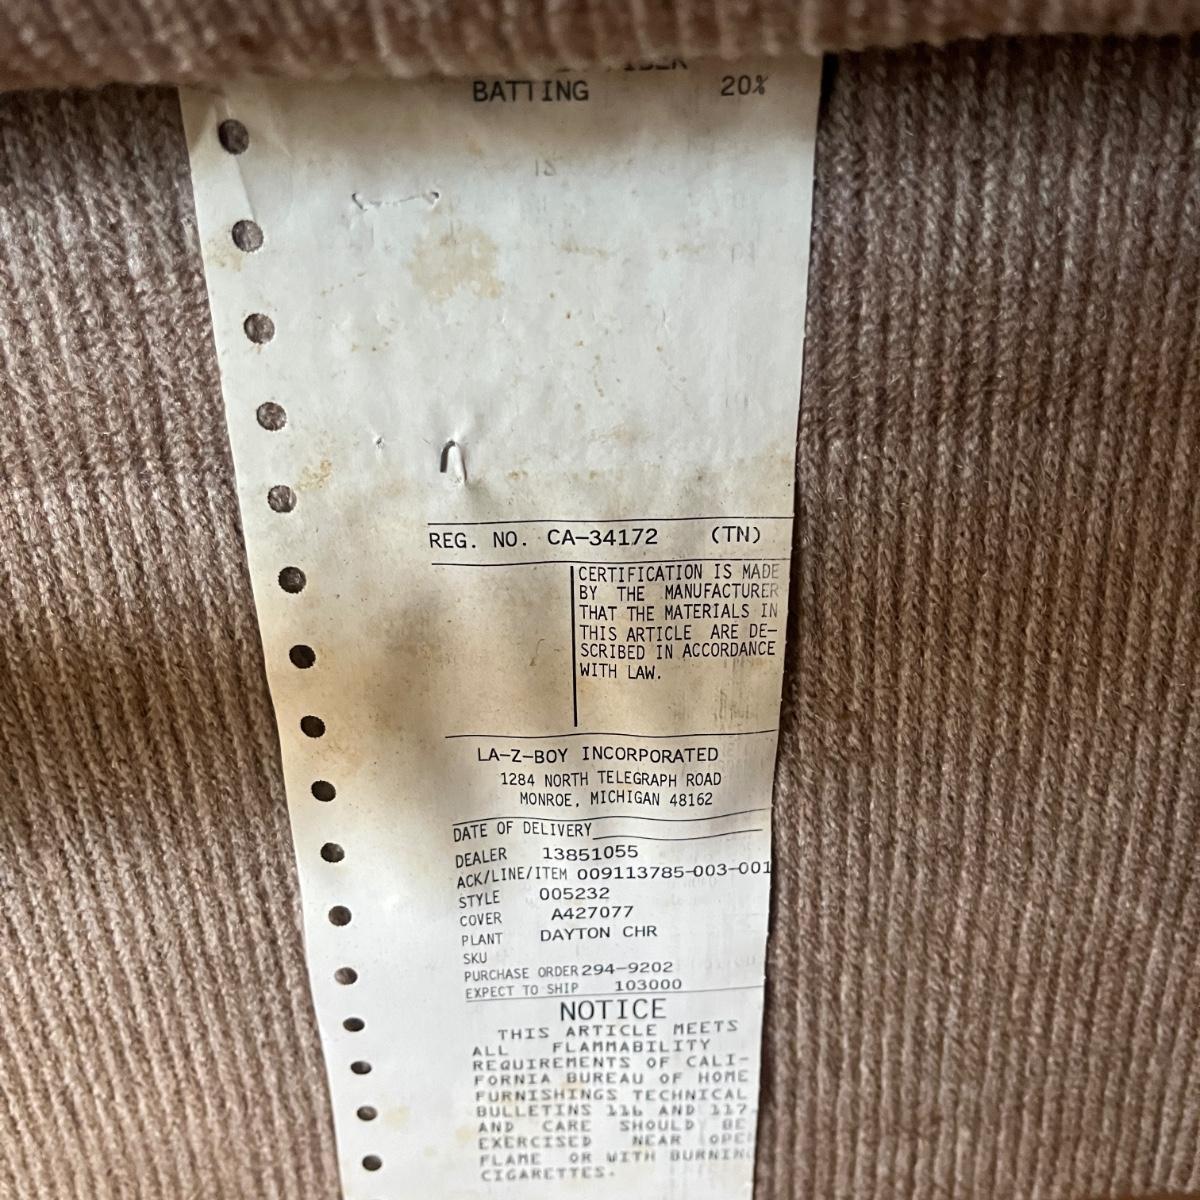 BATTING 20%
REG. NO. CA-34172 (TN)
CERTIFICATION IS MADE
BY THE MANUFACTURER
THAT THE MATERIALS IN
THIS ARTICLE ARE DE-
SCRIBED IN ACCORDANCE
WITH LAW.
LA-Z-BOY INCORPORATED
1284 NORTH TELEGRAPH ROAD
MONROE, MICHIGAN 48162
DATE OF DELIVERY
DEALER 13851055
ACK/LINE/ITEM 009113785-003-001
STYLE 005232
COVER A427077
PLANT DAYTON CHR
SKU
PURCHASE ORDER 294-9202
EXPECT TO SHIP 103000
NOTICE
THIS ARTICLE MEETS
ALL FLAMMABILITY
REQUIREMENTS OF CALI-
FORNIA BUREAU OF HOME
FURNISHINGS TECHNICAL
BULLETINS 116 AND 117.
AND CARE SHOULD BE
EXERCISED NEAR OPEN
FLAME OR WITH BURNING
CIGARETTES.